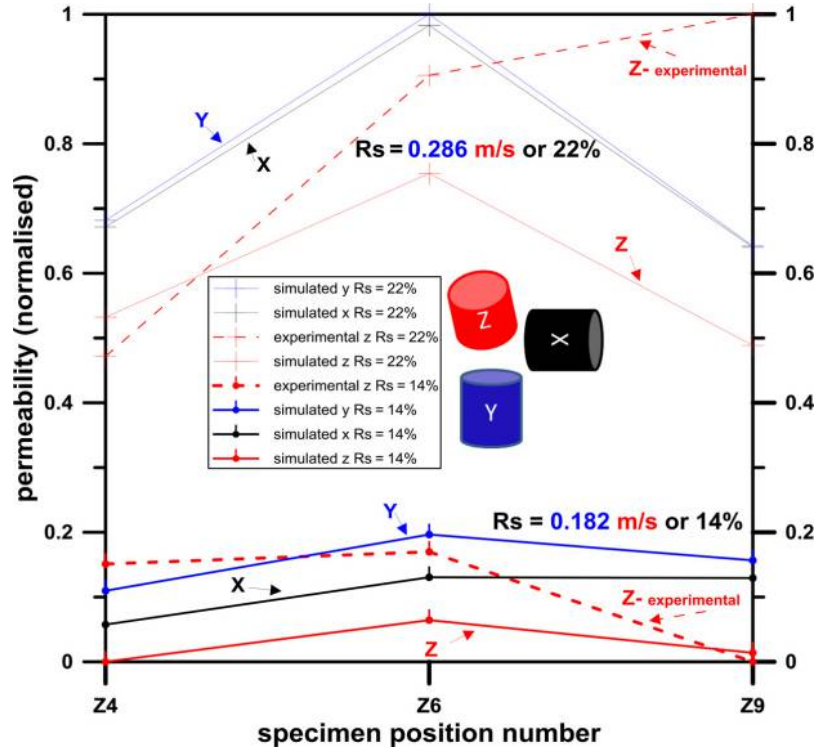 1
1
Z- experimental
Y
X
Rs = 0.286 m/s or 22%
0.8
0.8
Z
0.6
0.6
simulated y Rs = 22%
simulated x Rs = 22%
experimental z Rs = 22%
simulated z Rs = 22%
experimental z Rs = 14%
simulated y Rs = 14%
simulated x Rs = 14%
simulated z Rs = 14%
Z
X
Y
0.4
0.4
permeability (normalised)
Y
Rs = 0.182 m/s or 14%
0.2
0.2
X
Z- experimental
Z
0
0
Z4
Z6
Z9
specimen position number